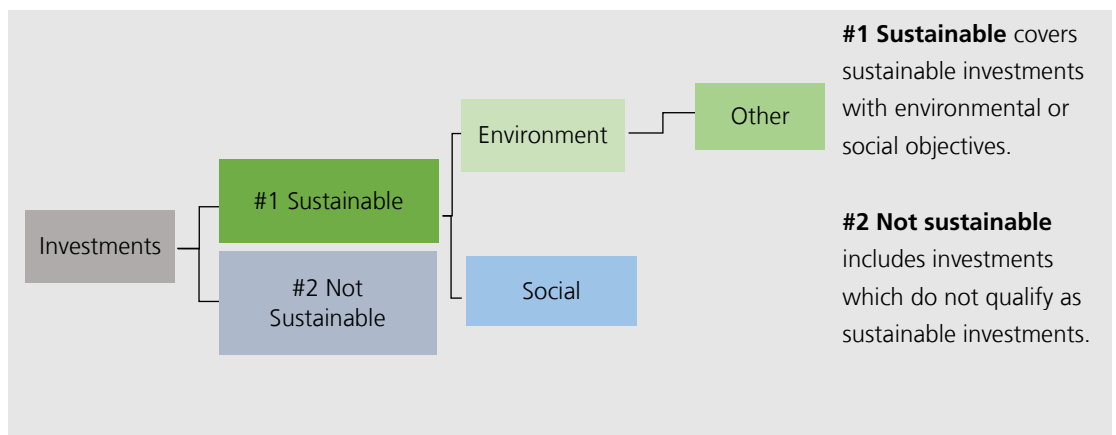 Investments
#1 Sustainable
#2 Not
Sustainable
Environment
Social
Other
#1 Sustainable covers
sustainable investments
with environmental or
social objectives.
#2 Not sustainable
includes investments
which do not qualify as
sustainable investments.